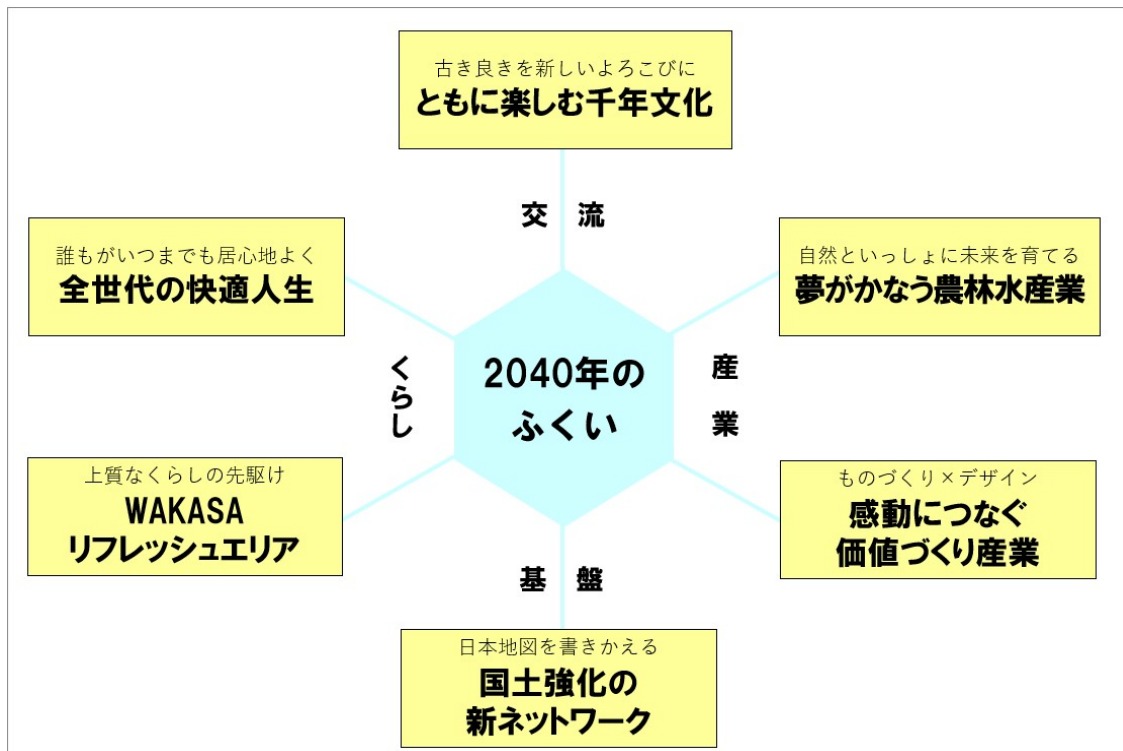 古き良きを新しいよろこびに
ともに楽しむ千年文化
交 流
誰もがいつまでも居心地よく
全世代の快適人生
自然といっしょに未来を育てる
夢がかなう農林水産業
くらし
2040年の
ふくい
産業
上質なくらしの先駆け
WAKASA
リフレッシュエリア
ものづくり×デザイン
感動につなぐ
価値づくり産業
基 盤
日本地図を書きかえる
国土強化の
新ネットワーク